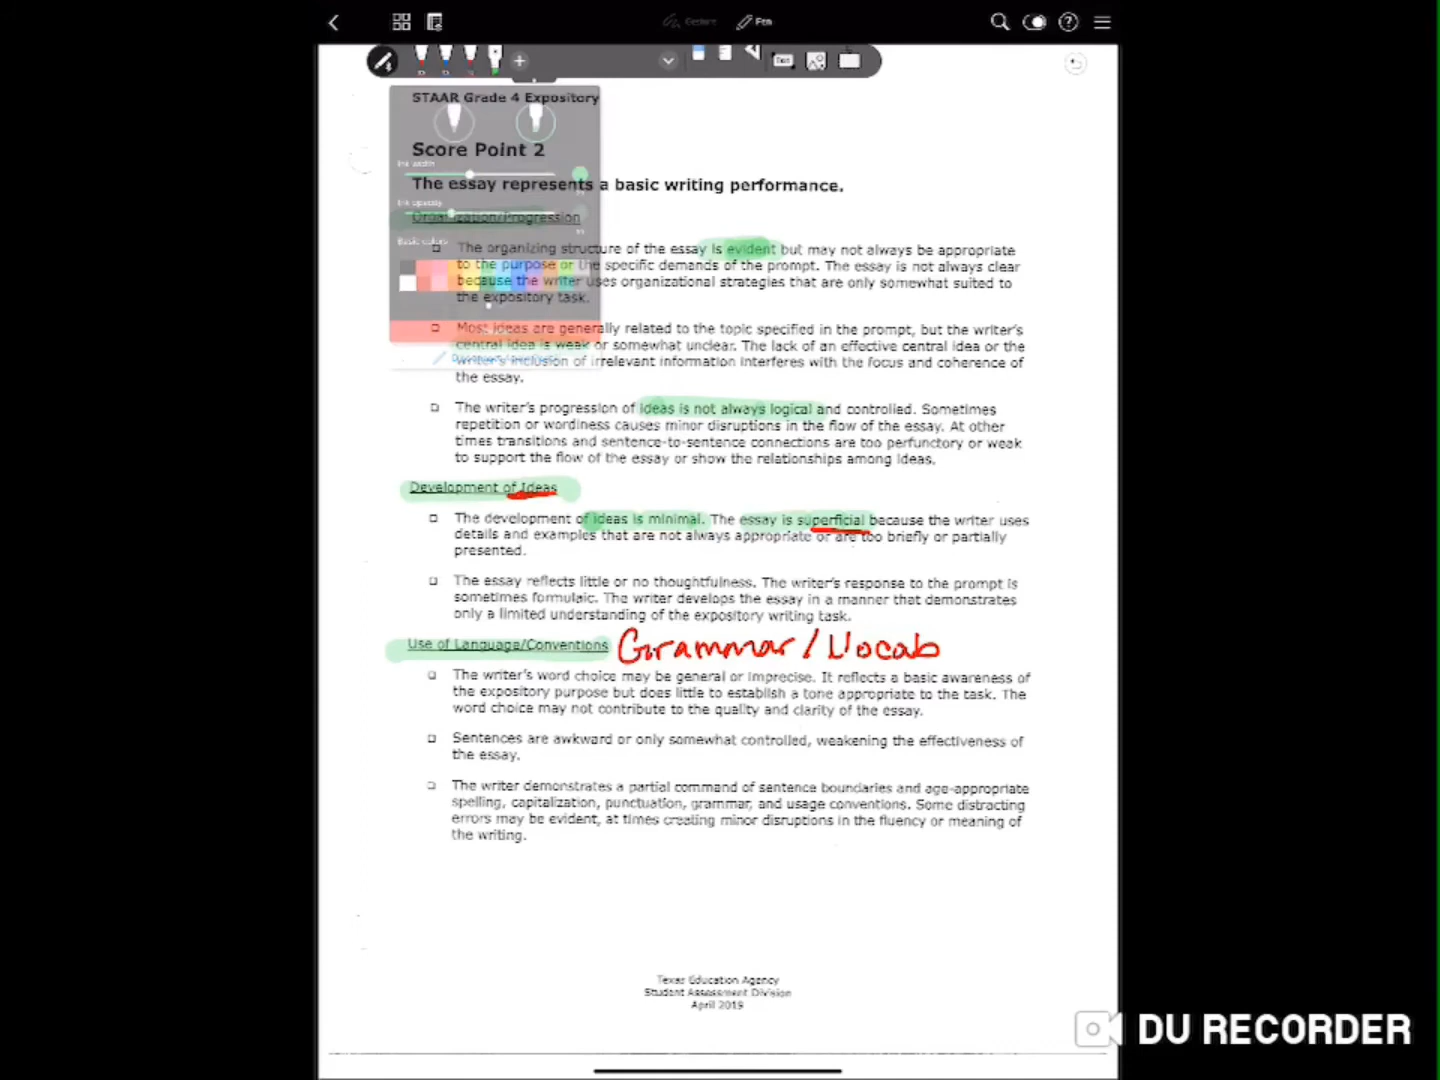 Gesture
Pen
Text
STAAR Grade 4 Expository
Score Point 2
Ink width
The essay represents a basic writing performance.
Ink opacity
Organization/Progression
Basic colors
The organizing structure of the essay is evident but may not always be appropriate
to the purpose or the specific demands of the prompt. The essay is not always clear
because the writer uses organizational strategies that are only somewhat suited to
the expository task.
Most ideas are generally related to the topic specified in the prompt, but the writer's
central idea is weak or somewhat unclear. The lack of an effective central idea or the
writer's inclusion of irrelevant information interferes with the focus and coherence of
the essay.
The writer's progression of ideas is not always logical and controlled. Sometimes
repetition or wordiness causes minor disruptions in the flow of the essay. At other
times transitions and sentence-to-sentence connections are too perfunctory or weak
to support the flow of the essay or show the relationships among ideas.
Development of Ideas
The development of ideas is minimal. The essay is superficial because the writer uses
details and examples that are not always appropriate or are too briefly or partially
presented.
The essay reflects little or no thoughtfulness. The writer's response to the prompt is
sometimes formulaic. The writer develops the essay in a manner that demonstrates
only a limited understanding of the expository writing task.
Use of Language/Conventions Grammar/Vocab
The writer's word choice may be general or imprecise. It reflects a basic awareness of
the expository purpose but does little to establish a tone appropriate to the task. The
word choice may not contribute to the quality and clarity of the essay.
Sentences are awkward or only somewhat controlled, weakening the effectiveness of
the essay.
The writer demonstrates a partial command of sentence boundaries and age-appropriate
spelling, capitalization, punctuation, grammar, and usage conventions. Some distracting
errors may be evident, at times creating minor disruptions in the fluency or meaning of
the writing.
Texas Education Agency
Student Assessment Division
April 2019
DU RECORDER